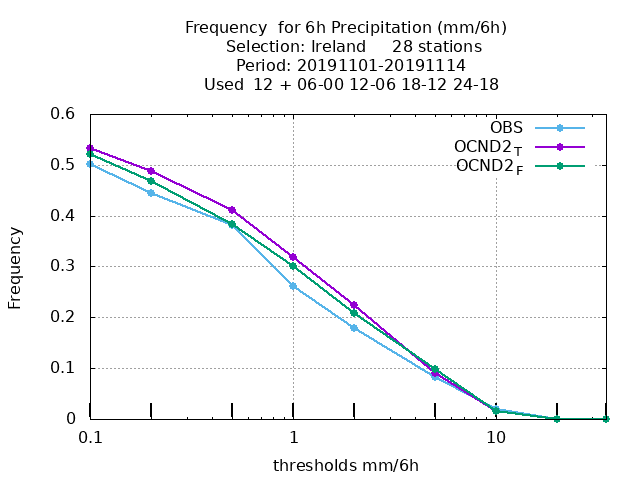 Frequency  for 6h Precipitation (mm/6h)
Selection: Ireland     28 stations
Period: 20191101-20191114
Used  12 + 06-00 12-06 18-12 24-18
OBS
OCND2T
OCND2F
Frequency
0.6
0.5
0.4
0.3
0.2
0.1
0
0.1 1 10
thresholds mm/6h